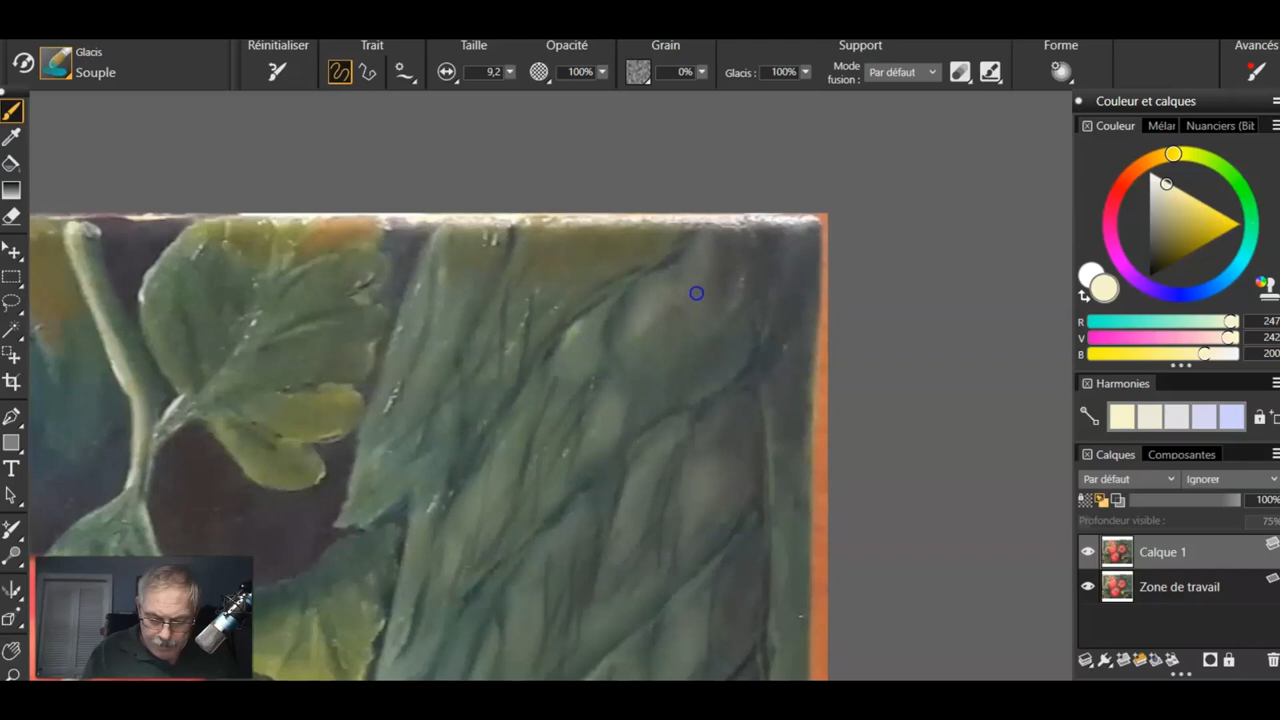 Glacis
Souple
Réinitialiser
Trait
Taille
9,2
Opacité
100%
Grain
0%
Glacis : 100%
Support
Mode
fusion :
Par défaut
Forme
Avancés
Couleur et calques
Couleur
Mélar
Nuanciers (Bit
R
247
V
242
B
200
Harmonies
Calques
Composantes
Par défaut
Ignorer
100%
Profondeur visible :
75%
Calque 1
Zone de travail
T